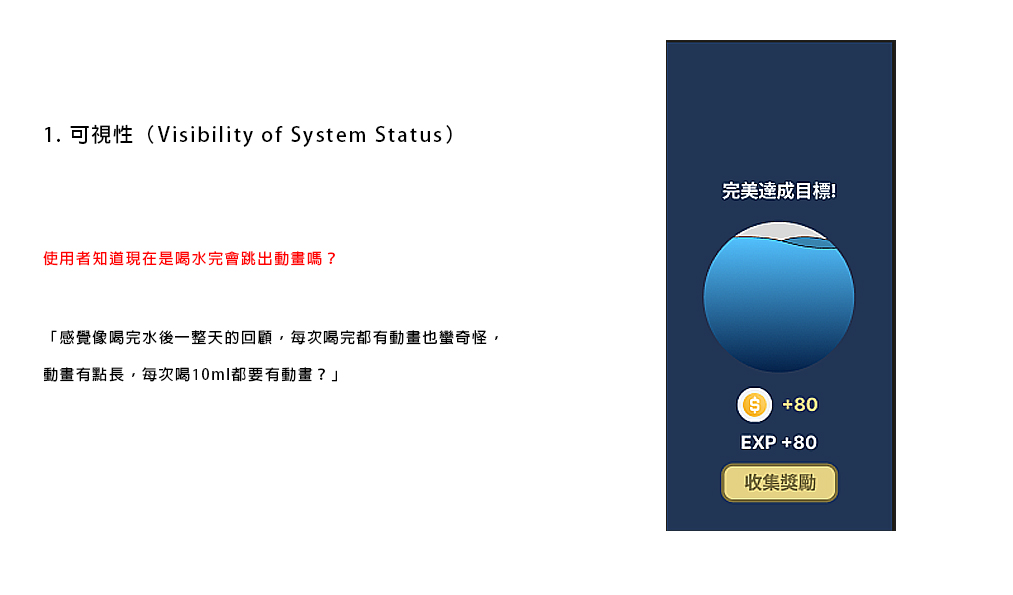 1. 可視性（Visibility of System Status）
使用者知道現在是喝水完會跳出動畫嗎？
「感覺像喝完水後一整天的回顧，每次喝完都有動畫也蠻奇怪，
動畫有點長，每次喝10ml都要有動畫？」
完美達成目標!
$ +80
EXP +80
收集獎勵